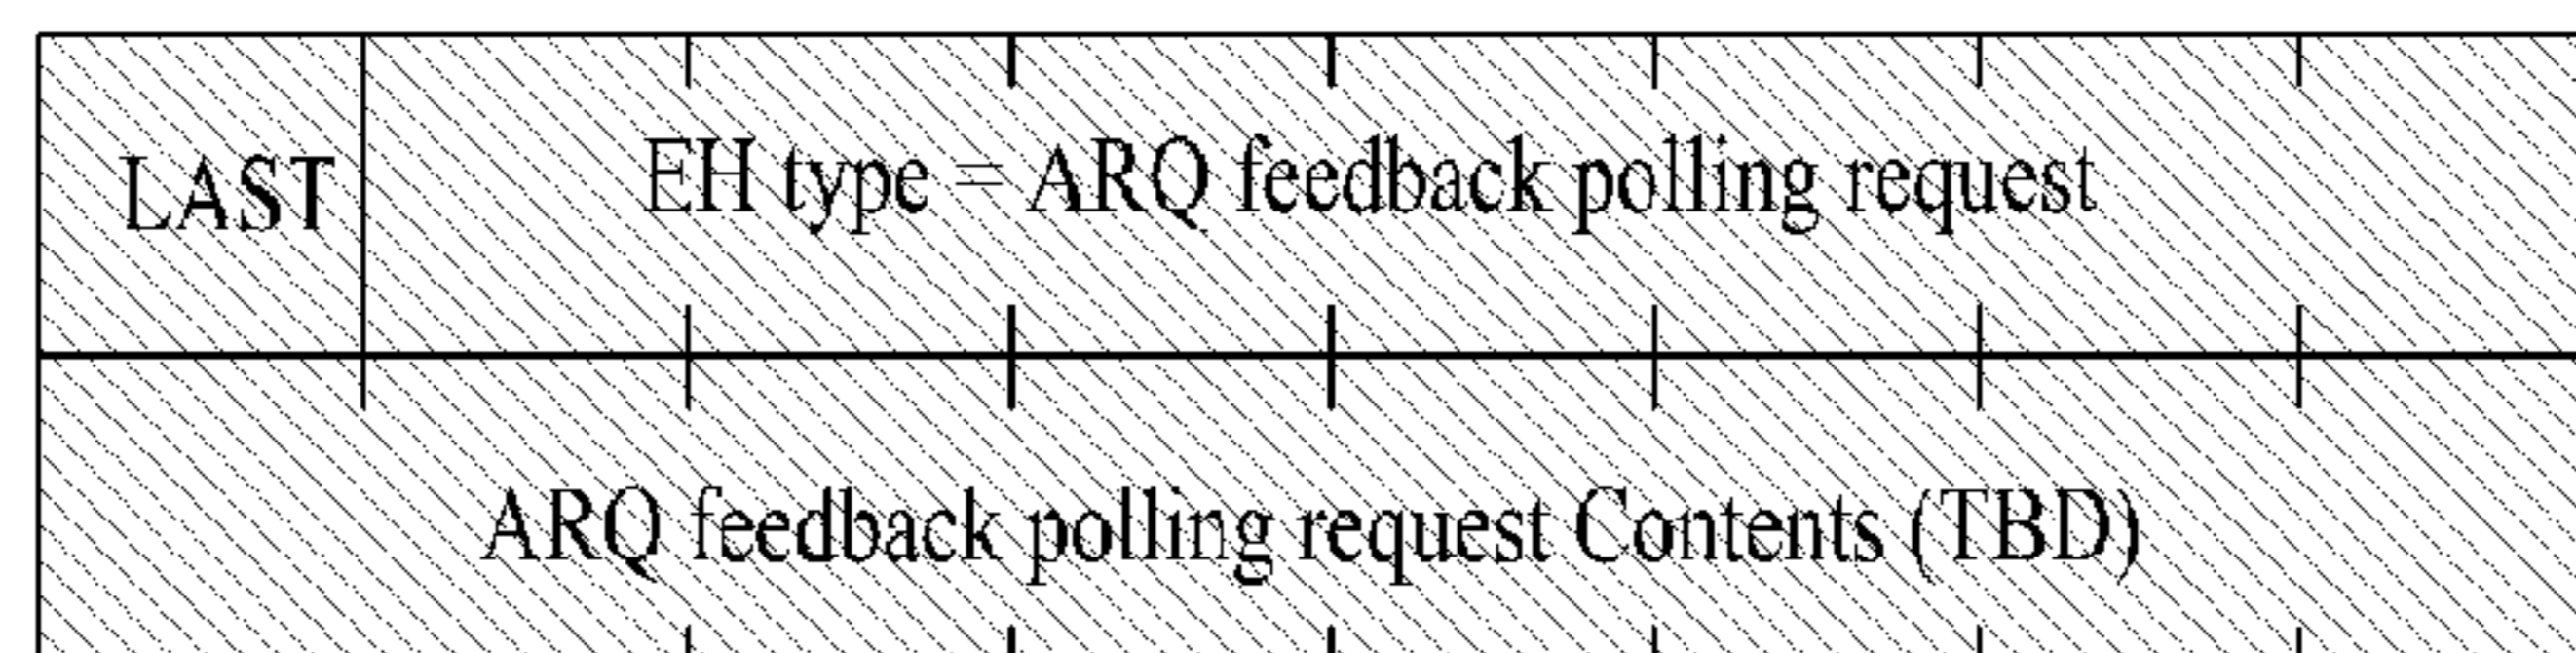 LAST EH type = ARQ feedback polling request
ARQ feedback polling request Contents (TBD)